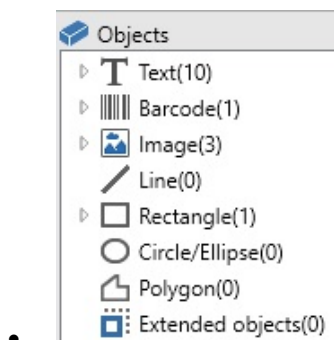 Objects
Text(10)
Barcode(1)
Image(3)
Line(0)
Rectangle(1)
Circle/Ellipse(0)
Polygon(0)
Extended objects(0)